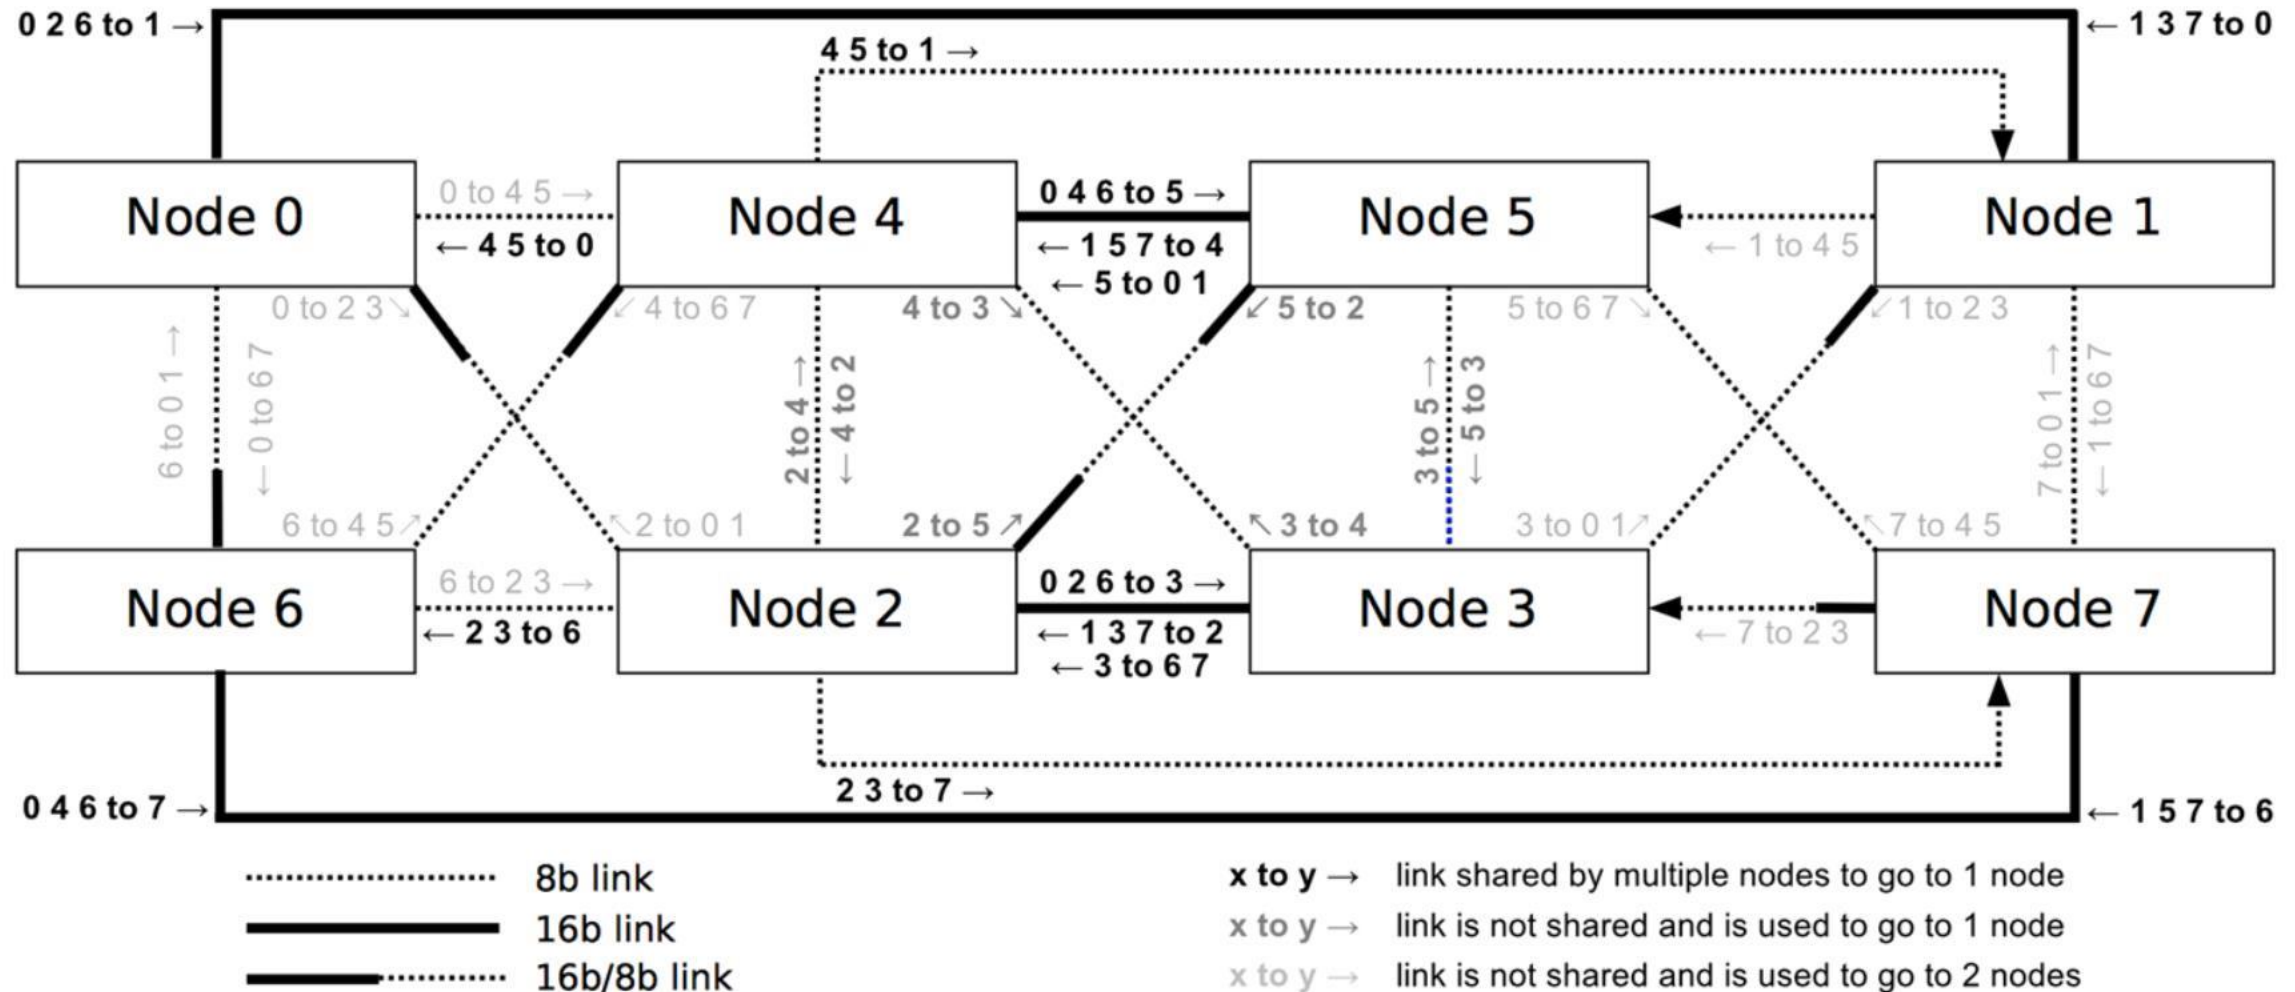 0 2 6 to 1 →
← 1 3 7 to 0
4 5 to 1 →
Node 0
0 to 4 5 →
← 4 5 to 0
Node 4
0 4 6 to 5 →
← 1 5 7 to 4
← 5 to 0 1
Node 5
← 1 to 4 5
Node 1
0 to 2 3 ↘
↙ 4 to 6 7
4 to 3 ↘
↙ 5 to 2
5 to 6 7 ↘
↙ 1 to 2 3
6 to 0 1 →
← 0 to 6 7
2 to 4 →
← 4 to 2
3 to 5 →
← 5 to 3
7 to 0 1 →
← 1 to 6 7
6 to 4 5 ↗
↖ 2 to 0 1
2 to 5 ↗
↖ 3 to 4
3 to 0 1 ↗
↖ 7 to 4 5
Node 6
6 to 2 3 →
← 2 3 to 6
Node 2
0 2 6 to 3 →
← 1 3 7 to 2
← 3 to 6 7
Node 3
← 7 to 2 3
Node 7
2 3 to 7 →
0 4 6 to 7 →
← 1 5 7 to 6
8b link
16b link
16b/8b link
x to y → link shared by multiple nodes to go to 1 node
x to y → link is not shared and is used to go to 1 node
x to y → link is not shared and is used to go to 2 nodes